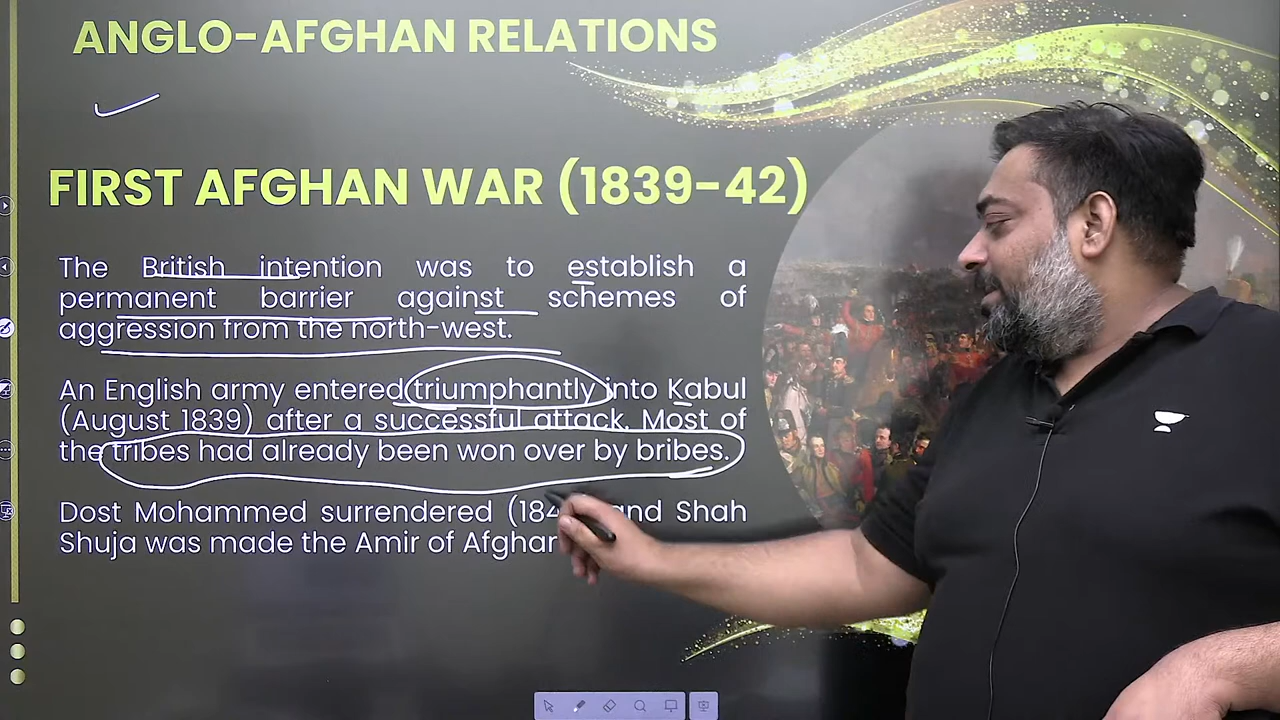 ANGLO-AFGHAN RELATIONS
FIRST AFGHAN WAR (1839-42)
The British intention was to establish a
permanent barrier against schemes of
aggression from the north-west.
An English army entered triumphantly into Kabul
(August 1839) after a successful attack. Most of
the tribes had already been won over by bribes.
Dost Mohammed surrendered (184 and Shah
Shuja was made the Amir of Afghan